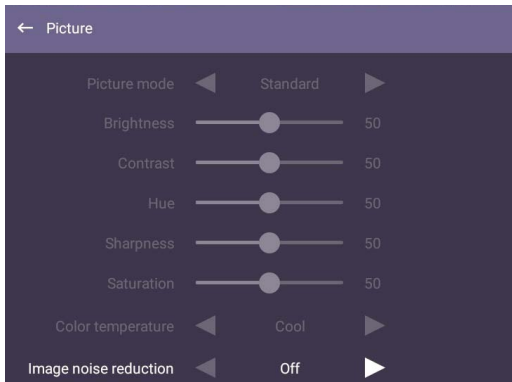 Picture
Picture mode Standard
Brightness 50
Contrast 50
Hue 50
Sharpness 50
Saturation 50
Color temperature Cool
Image noise reduction Off